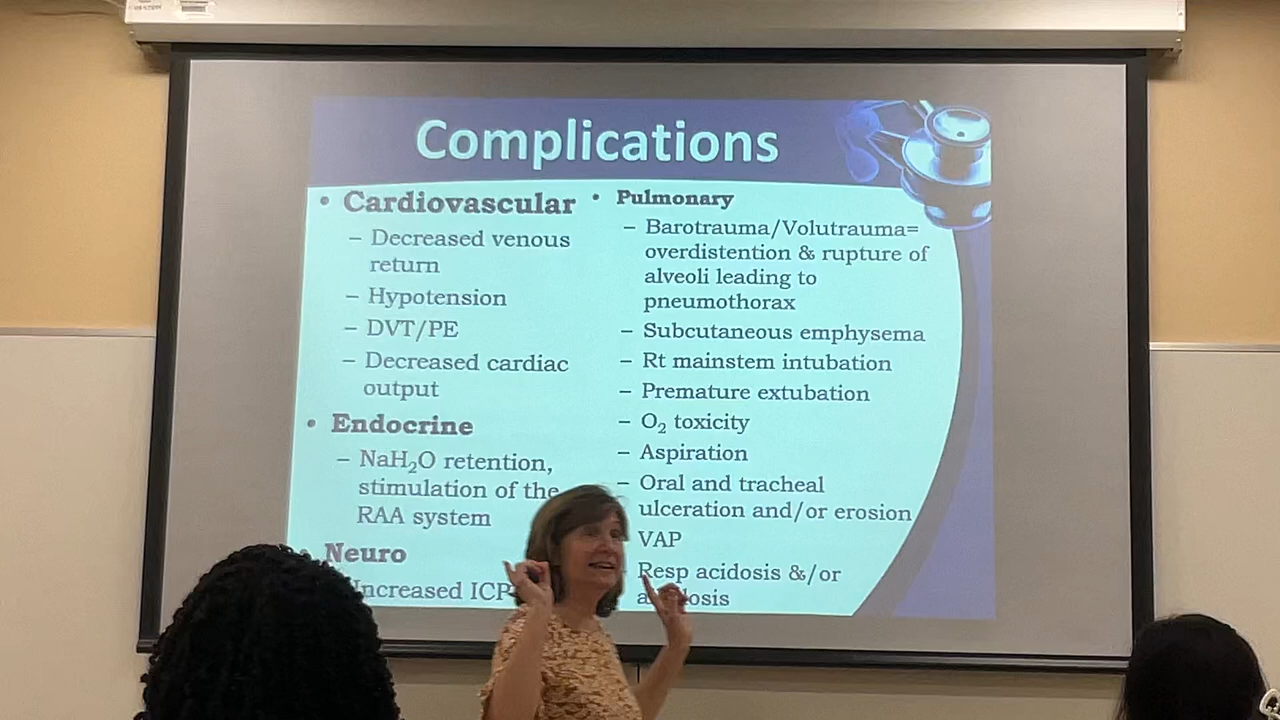 Complications
• Cardiovascular
– Decreased venous
return
– Hypotension
– DVT/PE
– Decreased cardiac
output
• Endocrine
– NaH₂O retention,
stimulation of the
RAA system
Neuro
Increased ICP
• Pulmonary
– Barotrauma/Volutrauma=
overdistention & rupture of
alveoli leading to
pneumothorax
– Subcutaneous emphysema
– Rt mainstem intubation
– Premature extubation
– O₂ toxicity
– Aspiration
– Oral and tracheal
ulceration and/or erosion
VAP
Resp acidosis &/or